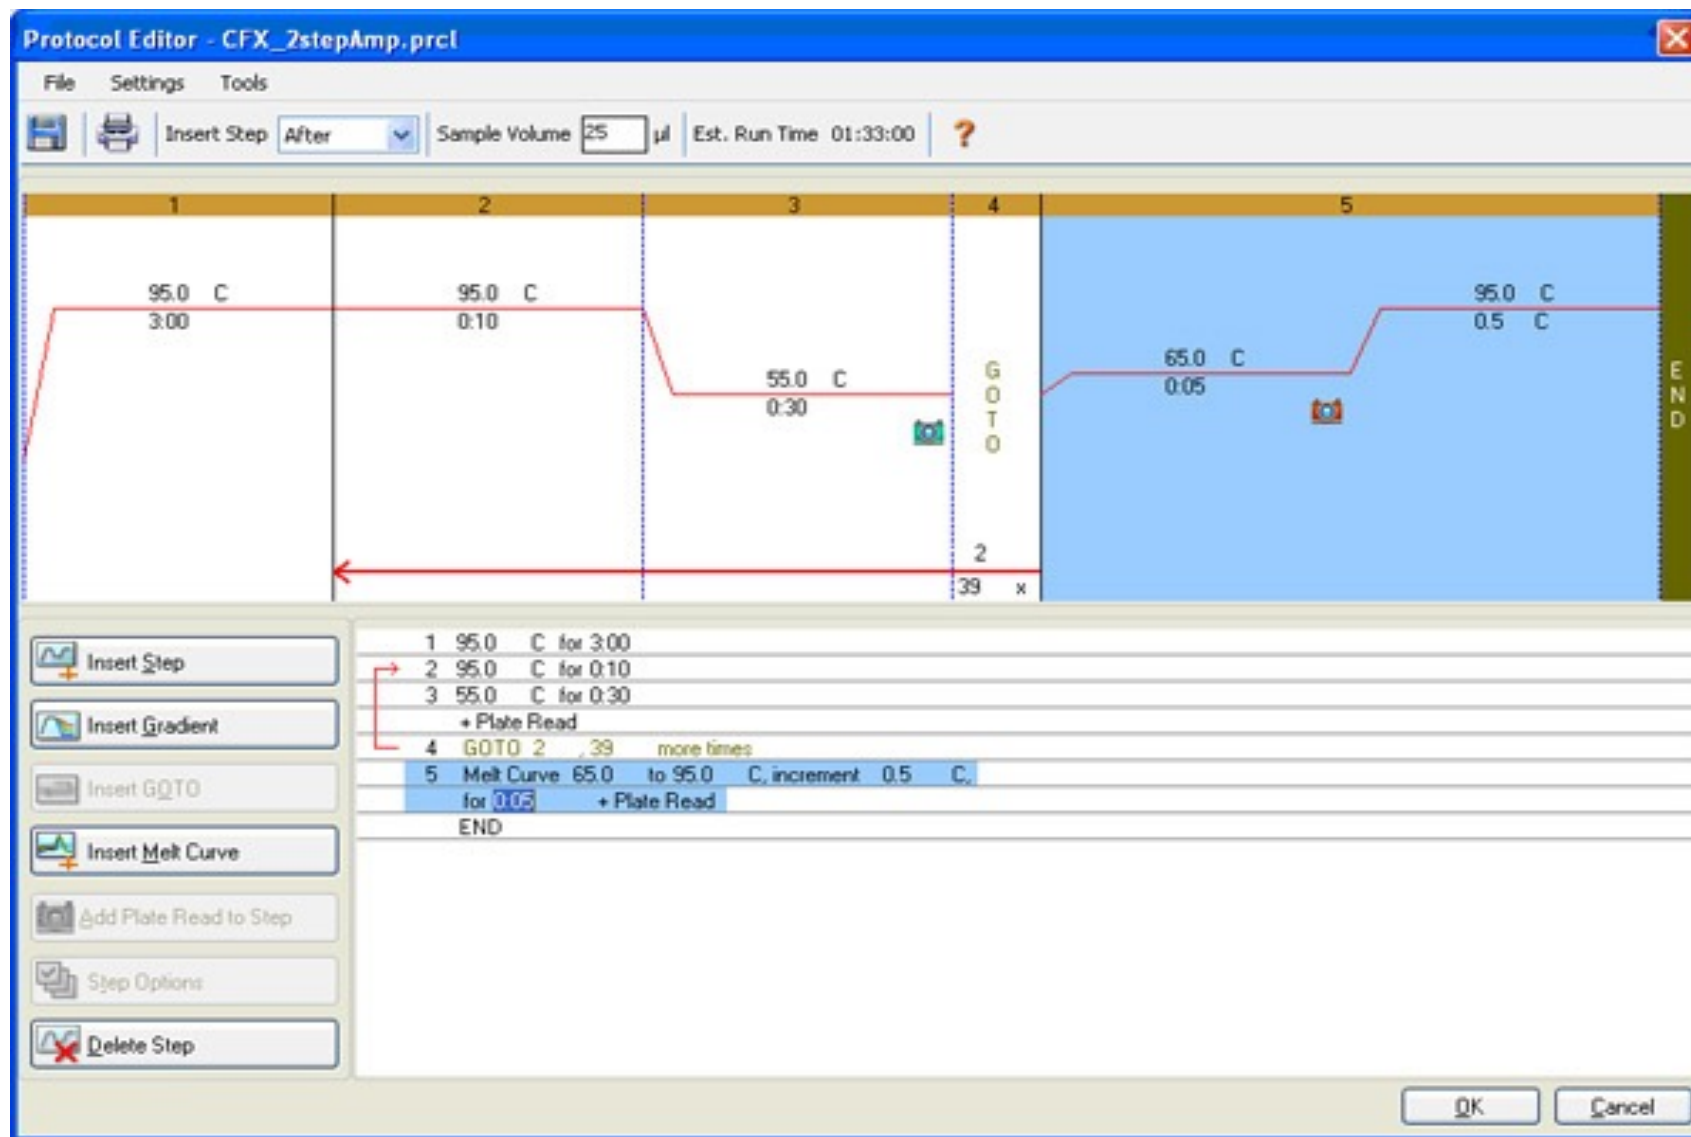 Protocol Editor - CFX_2stepAmp.prcl
File Settings Tools
Insert Step After Sample Volume 25 µl Est. Run Time 01:33:00 ?
1 2 3 4 5
95.0 C 95.0 C 95.0 C
3:00 0:10 0.5 C
65.0 C
0:05
55.0 C
0:30
GOTO
END
2
39 x
Insert Step
Insert Gradient
Insert GOTO
Insert Melt Curve
Add Plate Read to Step
Step Options
Delete Step
1 95.0 C for 3:00
2 95.0 C for 0:10
3 55.0 C for 0:30
+ Plate Read
4 GOTO 2 , 39 more times
5 Melt Curve 65.0 to 95.0 C, increment 0.5 C,
for 0:05 + Plate Read
END
OK Cancel